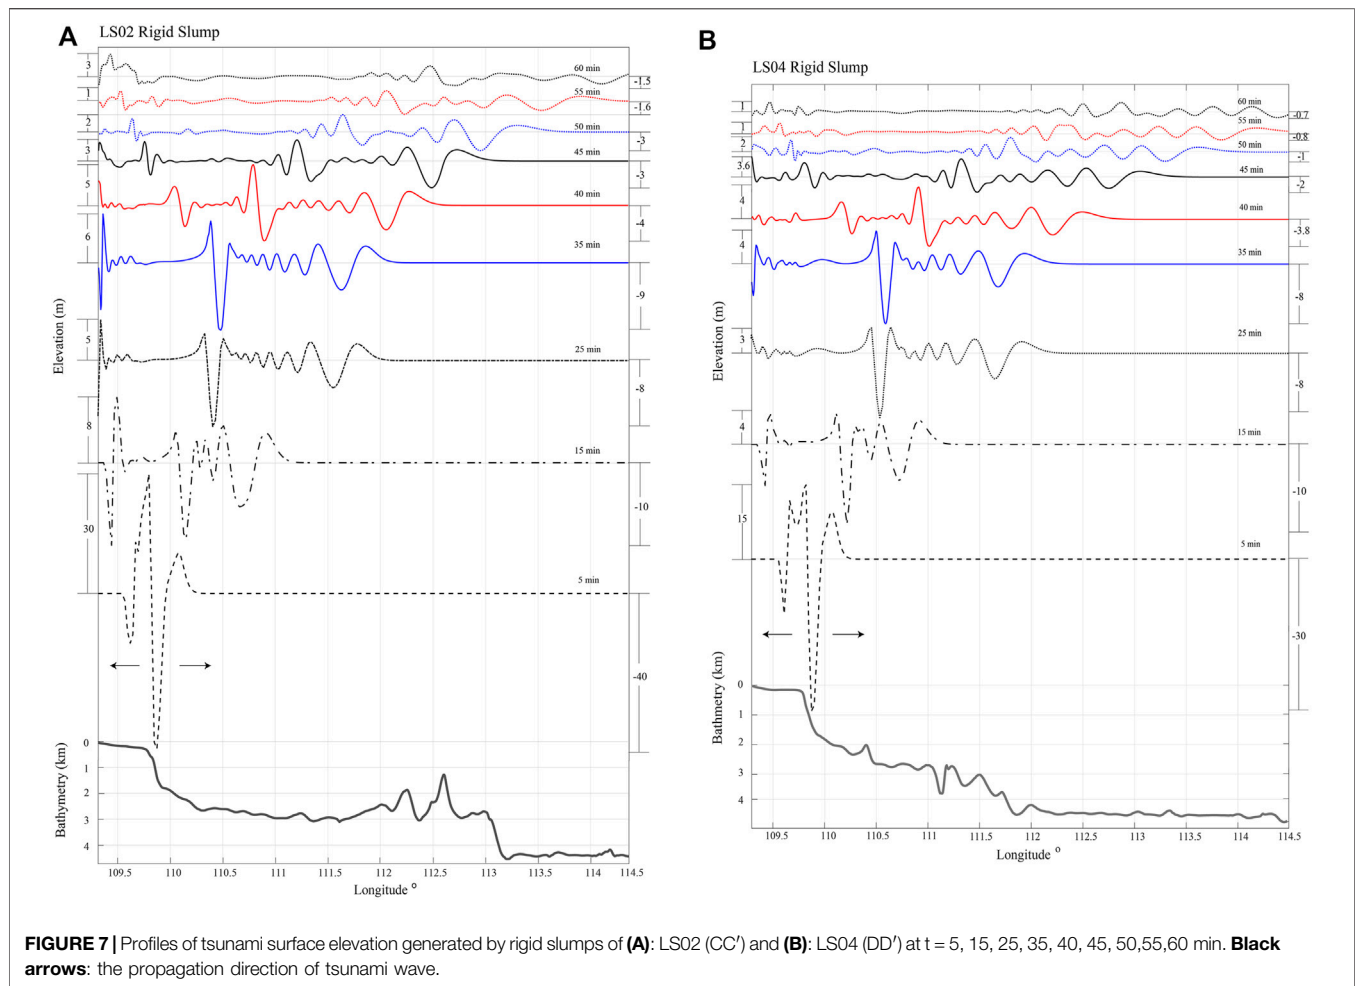 A
LS02 Rigid Slump
3
60 min
-1.5
1
55 min
-1.6
2
50 min
-3
3
45 min
-3
5
40 min
-4
6
35 min
-9
5
25 min
-8
8
15 min
-10
30
5 min
-40
Elevation (m)
Bathymetry (km)
0
1
2
3
4
109.5 110 110.5 111 111.5 112 112.5 113 113.5 114 114.5
Longitude °
B
LS04 Rigid Slump
1
60 min
-0.7
1
55 min
-0.8
2
50 min
-1
3.6
45 min
-2
4
40 min
-3.8
4
35 min
-8
3
25 min
-8
4
15 min
-10
15
5 min
-30
Elevation (m)
Bathmetry (km)
0
1
2
3
4
109.5 110 110.5 111 111.5 112 112.5 113 113.5 114 114.5
Longitude °
FIGURE 7 | Profiles of tsunami surface elevation generated by rigid slumps of (A): LS02 (CC′) and (B): LS04 (DD′) at t = 5, 15, 25, 35, 40, 45, 50,55,60 min. Black
arrows: the propagation direction of tsunami wave.